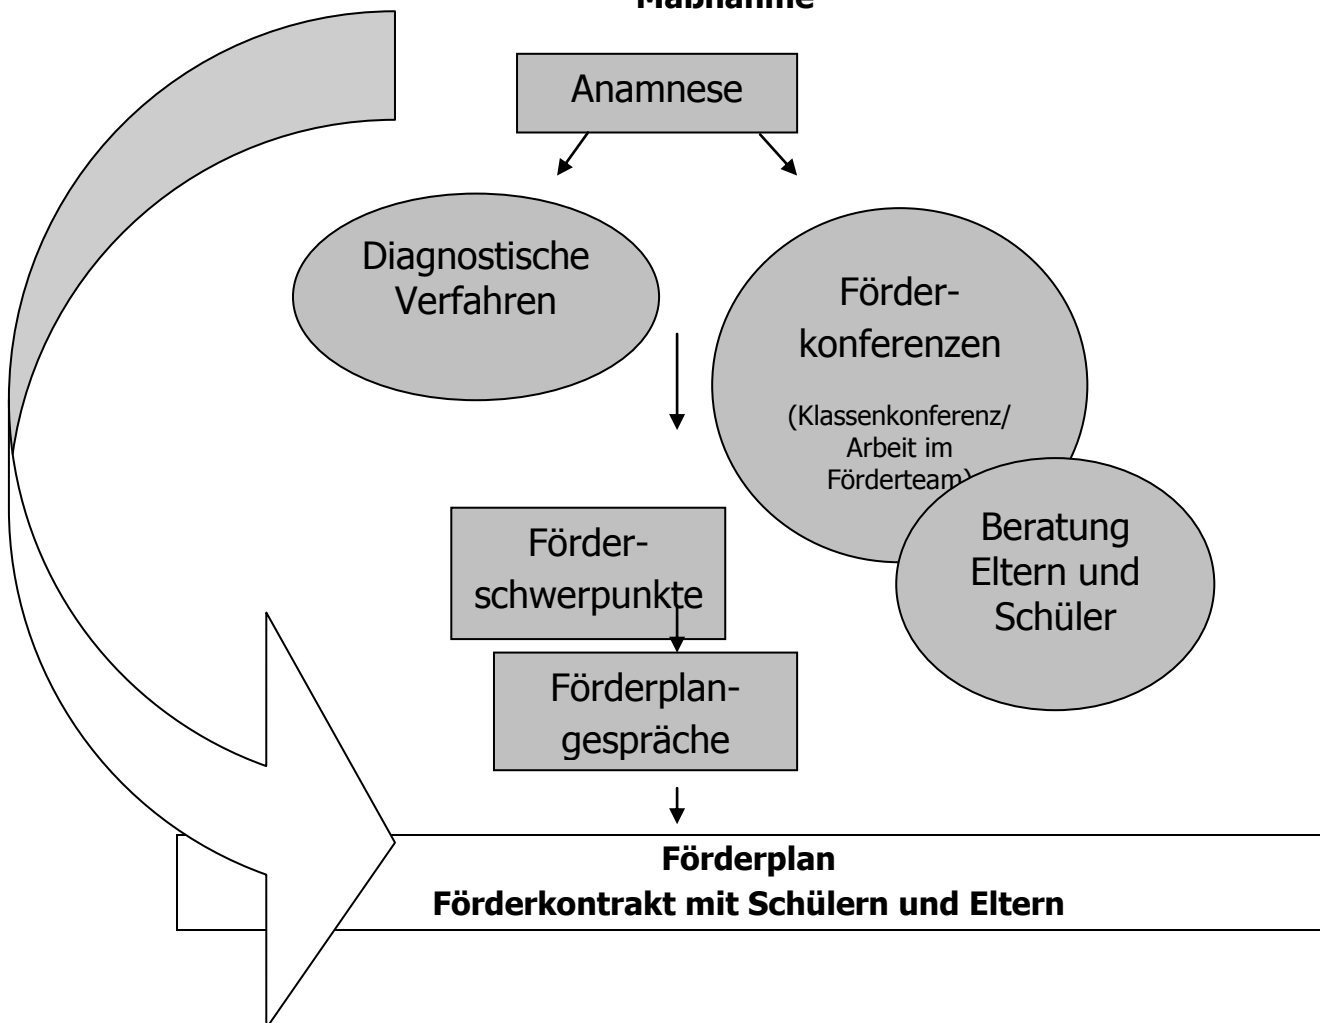 Maßnahme
Anamnese
Diagnostische
Verfahren
Förder-
konferenzen
(Klassenkonferenz/
Arbeit im
Förderteam)
Beratung
Eltern und
Schüler
Förder-
schwerpunkte
Förderplan-
gespräche
Förderplan
Förderkontrakt mit Schülern und Eltern